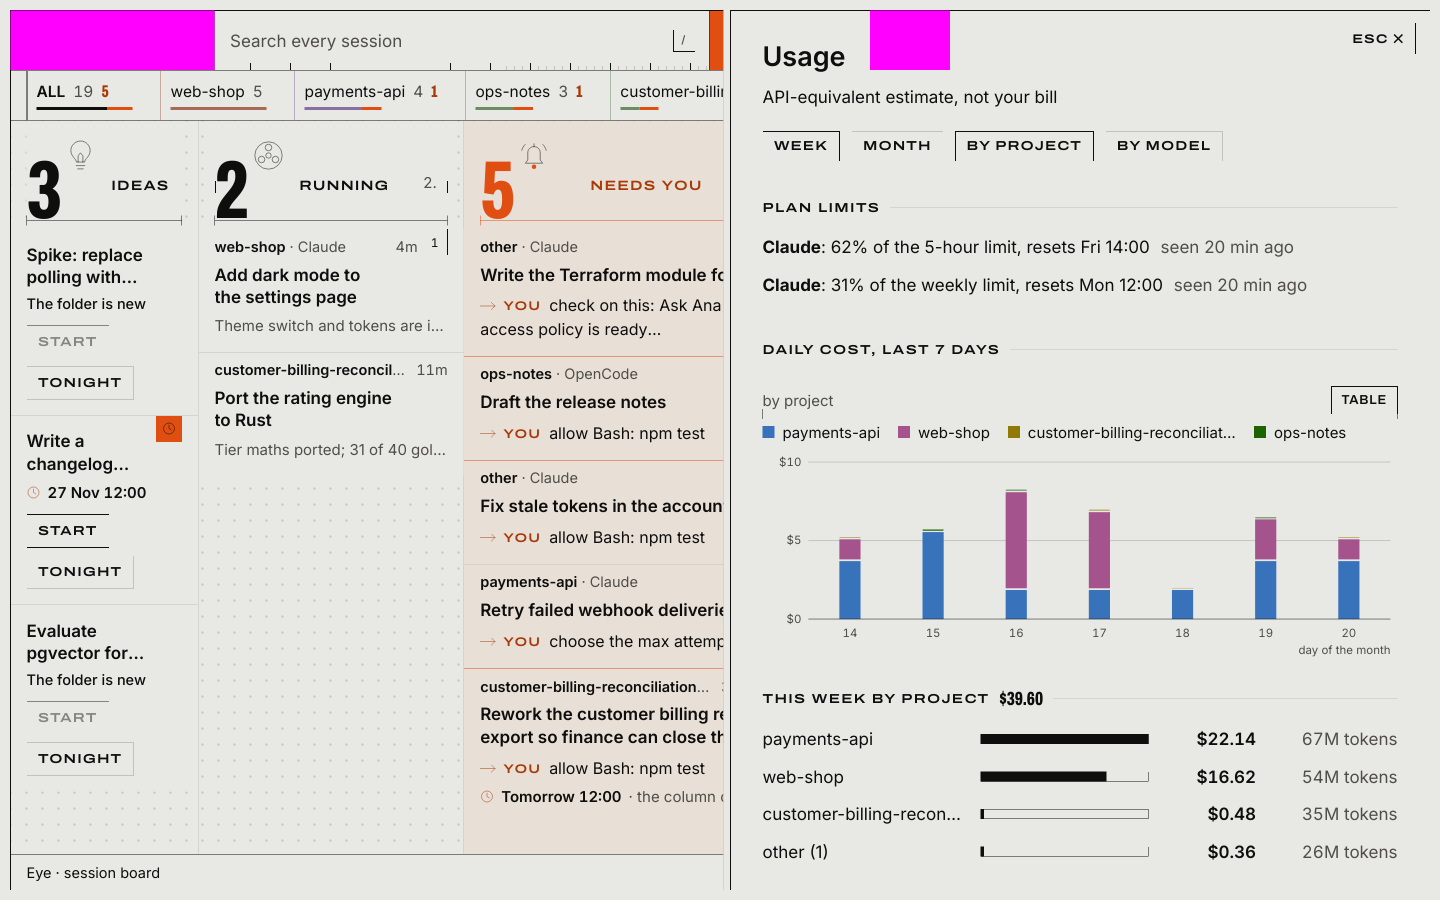 Search every session /
ALL 19 5 web-shop 5 payments-api 4 1 ops-notes 3 1 customer-billin
3 IDEAS
Spike: replace
polling with…
The folder is new
START
TONIGHT
Write a
changelog…
27 Nov 12:00
START
TONIGHT
Evaluate
pgvector for…
The folder is new
START
TONIGHT
2 RUNNING 2.
web-shop · Claude 4m 1
Add dark mode to
the settings page
Theme switch and tokens are i…
customer-billing-reconcil… 11m
Port the rating engine
to Rust
Tier maths ported; 31 of 40 gol…
5 NEEDS YOU
other · Claude
Write the Terraform module fo
→ YOU check on this: Ask Ana
access policy is ready…
ops-notes · OpenCode
Draft the release notes
→ YOU allow Bash: npm test
other · Claude
Fix stale tokens in the accoun
→ YOU allow Bash: npm test
payments-api · Claude
Retry failed webhook deliverie
→ YOU choose the max attemp
customer-billing-reconciliation…
Rework the customer billing re
export so finance can close th
→ YOU allow Bash: npm test
Tomorrow 12:00 · the column
Eye · session board
Usage
ESC ×
API-equivalent estimate, not your bill
WEEK MONTH BY PROJECT BY MODEL
PLAN LIMITS
Claude: 62% of the 5-hour limit, resets Fri 14:00 seen 20 min ago
Claude: 31% of the weekly limit, resets Mon 12:00 seen 20 min ago
DAILY COST, LAST 7 DAYS
by project TABLE
payments-api web-shop customer-billing-reconciliat… ops-notes
$10
$5
$0
14 15 16 17 18 19 20
day of the month
THIS WEEK BY PROJECT $39.60
payments-api $22.14 67M tokens
web-shop $16.62 54M tokens
customer-billing-recon… $0.48 35M tokens
other (1) $0.36 26M tokens